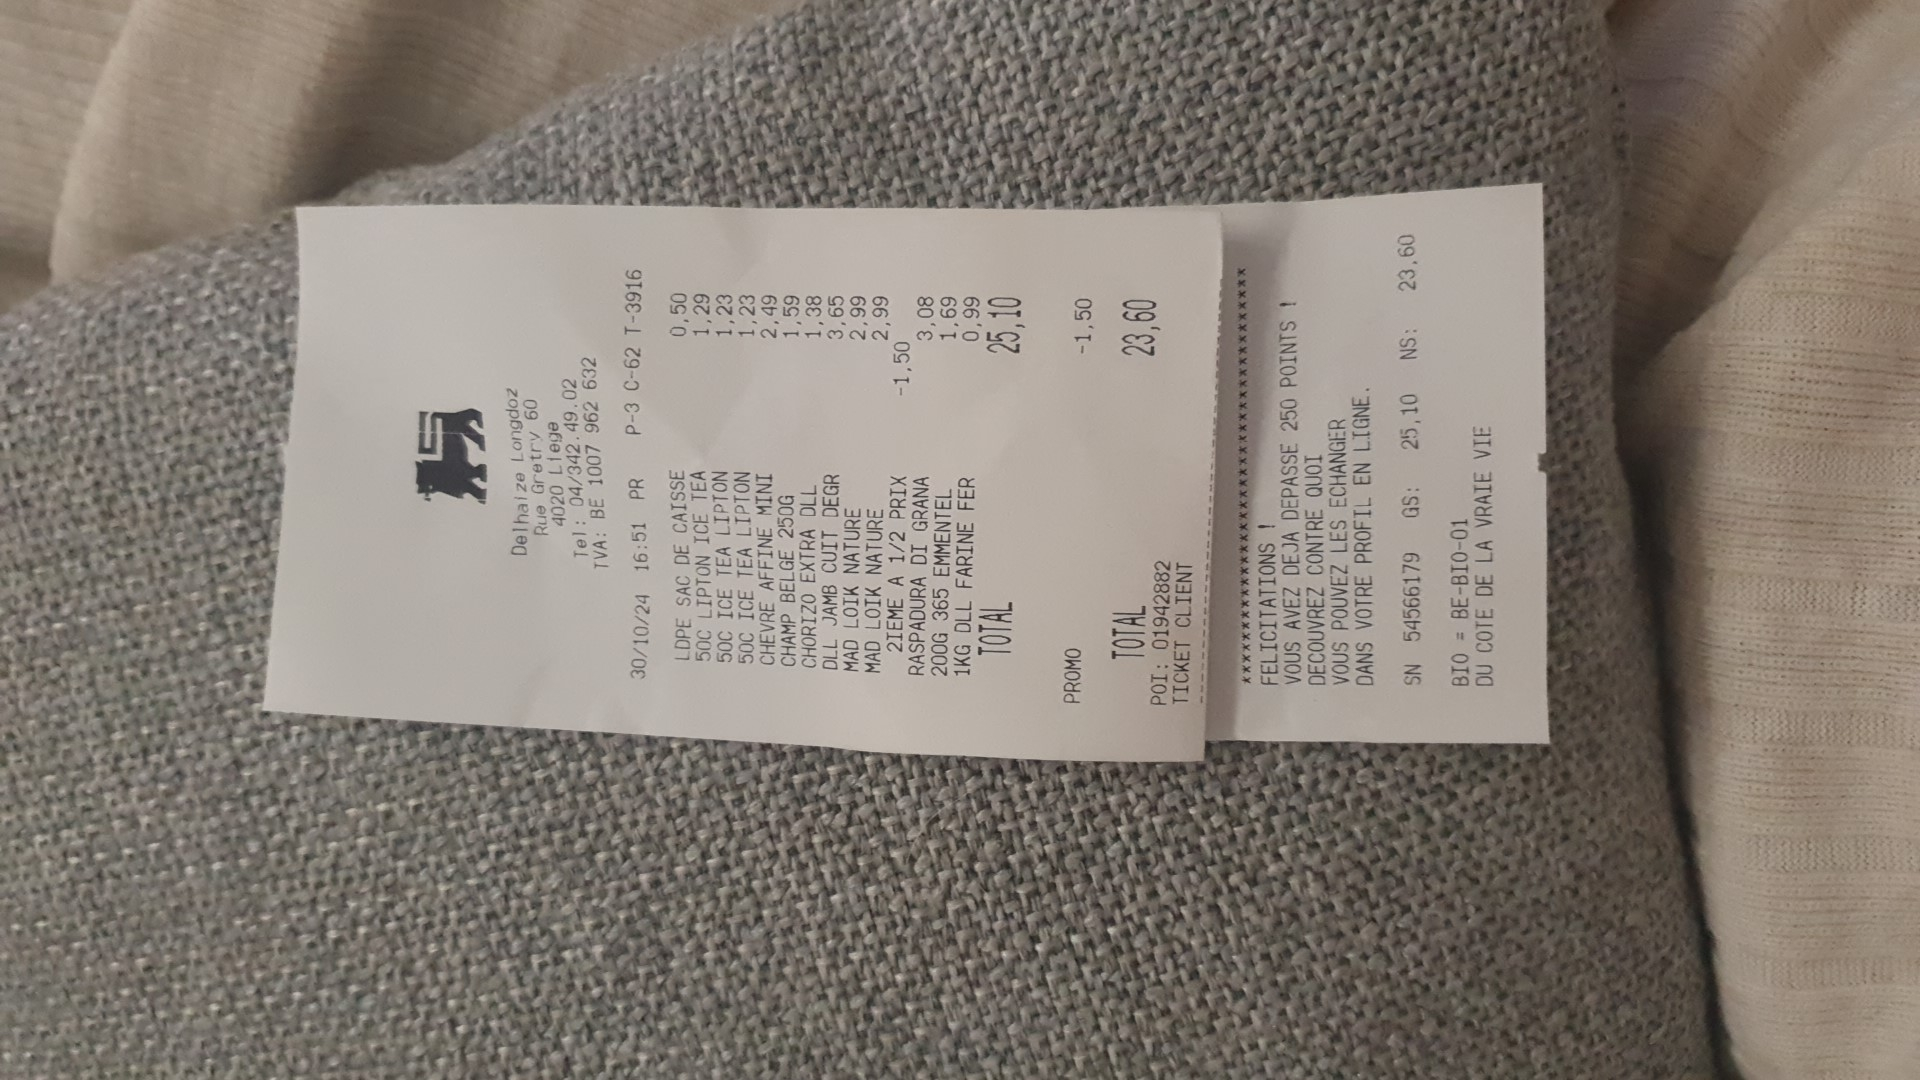 Delhaize Longdoz
Rue Gretry 60
4020 Liege
Tel: 04/342.49.02
TVA: BE 1007 962 632
30/10/24 16:51 PR P-3 C-62 T-3916
LDPE SAC DE CAISSE 0,50
50C LIPTON ICE TEA 1,29
50C ICE TEA LIPTON 1,23
50C ICE TEA LIPTON 1,23
CHEVRE AFFINE MINI 2,49
CHAMP BELGE 250G 1,59
CHORIZO EXTRA DLL 1,38
DLL JAMB CUIT DEGR 3,65
MAD LOIK NATURE 2,99
MAD LOIK NATURE 2,99
2IEME A 1/2 PRIX -1,50
RASPADURA DI GRANA 3,08
200G 365 EMMENTEL 1,69
1KG DLL FARINE FER 0,99
TOTAL 25,10
PROMO -1,50
TOTAL 23,60
POI: 01942882
TICKET CLIENT
****************************************
FELICITATIONS !
VOUS AVEZ DEJA DEPASSE 250 POINTS !
DECOUVREZ CONTRE QUOI
VOUS POUVEZ LES ECHANGER
DANS VOTRE PROFIL EN LIGNE.
SN 54566179 GS: 25,10 NS: 23,60
BIO = BE-BIO-01
DU COTE DE LA VRAIE VIE